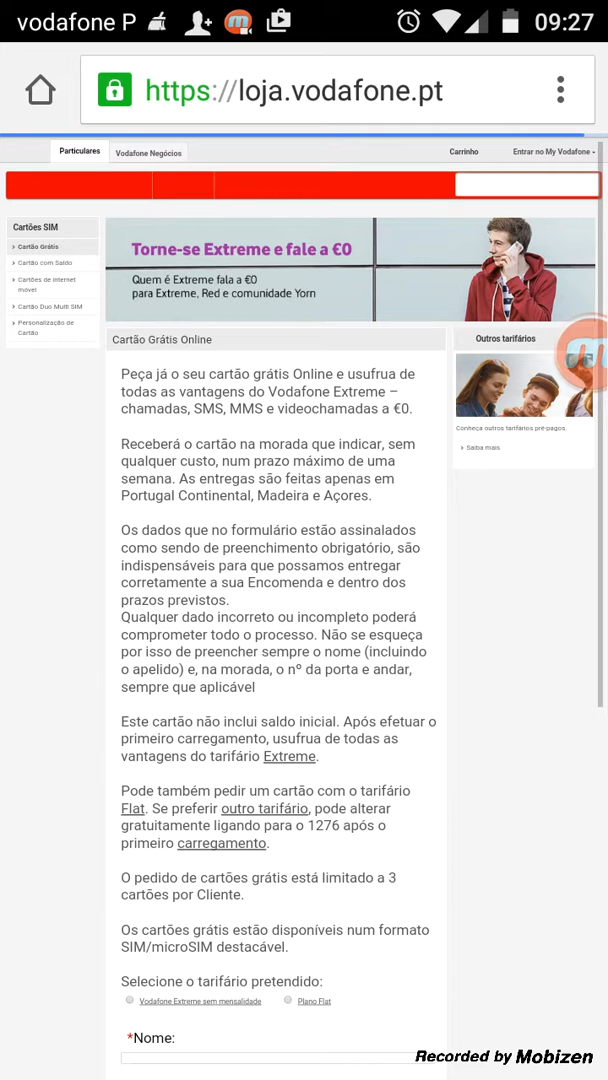 vodafone P
09:27
https://loja.vodafone.pt
Particulares
Vodafone Negócios
Carrinho
Entrar no My Vodafone
Cartões SIM
Cartão Grátis
Cartão com Saldo
Cartões de internet
móvel
Cartão Duo Multi SIM
Personalização de
Cartão
Torne-se Extreme e fale a €0
Quem é Extreme fala a €0
para Extreme, Red e comunidade Yorn
Cartão Grátis Online
Peça já o seu cartão grátis Online e usufrua de
todas as vantagens do Vodafone Extreme –
chamadas, SMS, MMS e videochamadas a €0.
Receberá o cartão na morada que indicar, sem
qualquer custo, num prazo máximo de uma
semana. As entregas são feitas apenas em
Portugal Continental, Madeira e Açores.
Os dados que no formulário estão assinalados
como sendo de preenchimento obrigatório, são
indispensáveis para que possamos entregar
corretamente a sua Encomenda e dentro dos
prazos previstos.
Qualquer dado incorreto ou incompleto poderá
comprometer todo o processo. Não se esqueça
por isso de preencher sempre o nome (incluindo
o apelido) e, na morada, o nº da porta e andar,
sempre que aplicável
Este cartão não inclui saldo inicial. Após efetuar o
primeiro carregamento, usufrua de todas as
vantagens do tarifário Extreme.
Pode também pedir um cartão com o tarifário
Flat. Se preferir outro tarifário, pode alterar
gratuitamente ligando para o 1276 após o
primeiro carregamento.
O pedido de cartões grátis está limitado a 3
cartões por Cliente.
Os cartões grátis estão disponíveis num formato
SIM/microSIM destacável.
Selecione o tarifário pretendido:
Vodafone Extreme sem mensalidade
Plano Flat
*Nome:
Outros tarifários
Conheça outros tarifários pré-pagos.
Saiba mais
Recorded by Mobizen